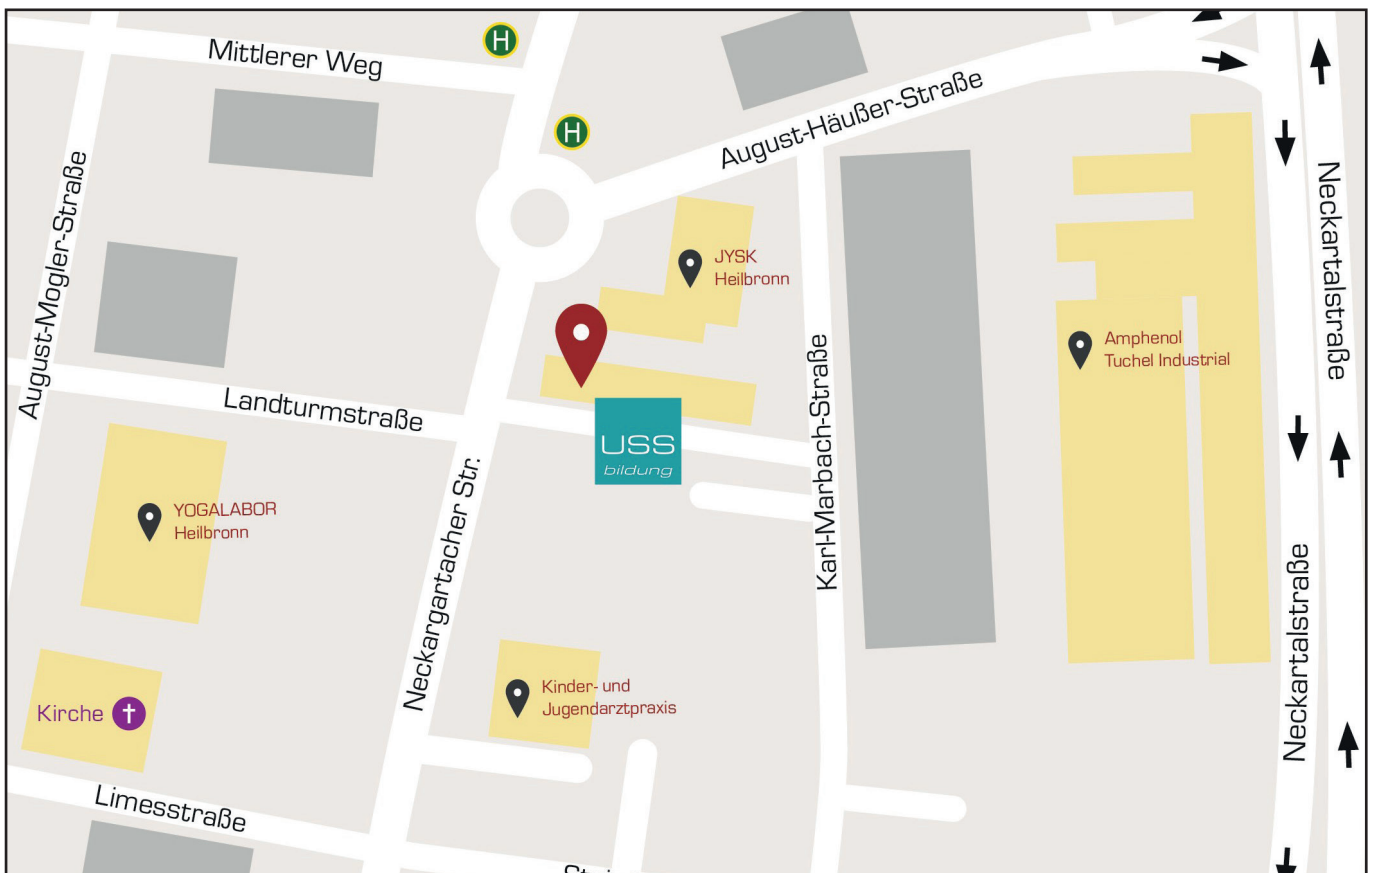 H
Mittlerer Weg
H
August-Häußer-Straße
August-Mogler-Straße
Neckartalstraße
JYSK
Heilbronn
Amphenol
Tuchel Industrial
Karl-Marbach-Straße
Landturmstraße
USS
bildung
Neckargartacher Str.
YOGALABOR
Heilbronn
Neckartalstraße
Kinder- und
Jugendarztpraxis
Kirche
Limesstraße